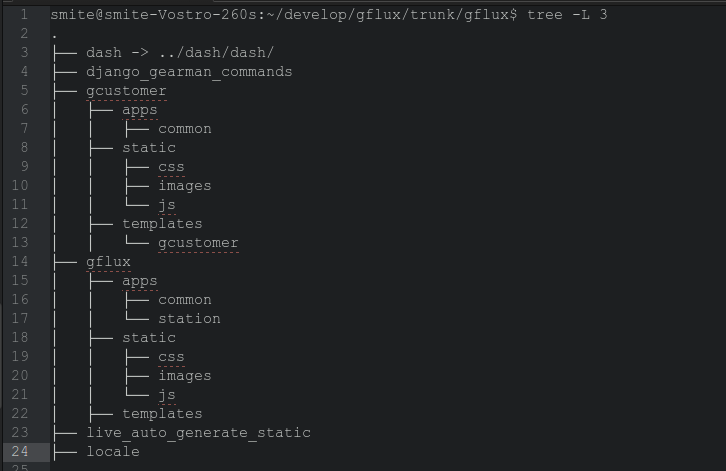 1 smite@smite-Vostro-260s:~/develop/gflux/trunk/gflux$ tree -L 3
2 .
3 ├── dash -> ../dash/dash/
4 ├── django_gearman_commands
5 ├── gcustomer
6 │   ├── apps
7 │   │   ├── common
8 │   ├── static
9 │   │   ├── css
10 │   │   ├── images
11 │   │   └── js
12 │   ├── templates
13 │   │   └── gcustomer
14 ├── gflux
15 │   ├── apps
16 │   │   ├── common
17 │   │   └── station
18 │   ├── static
19 │   │   ├── css
20 │   │   ├── images
21 │   │   └── js
22 │   ├── templates
23 ├── live_auto_generate_static
24 ├── locale
25